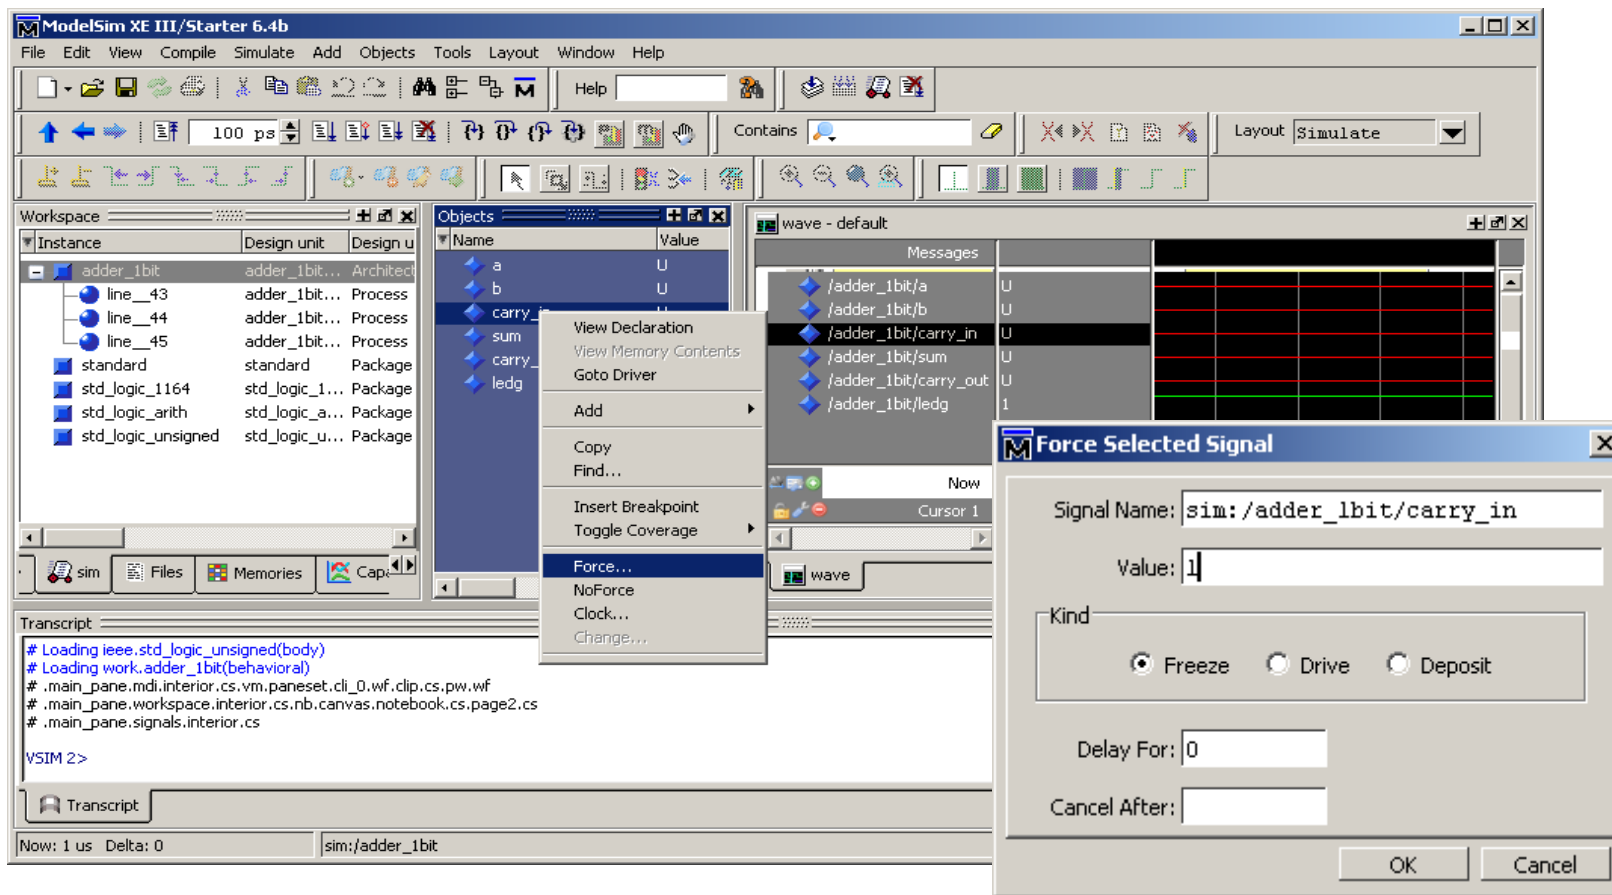 ModelSim XE III/Starter 6.4b
File Edit View Compile Simulate Add Objects Tools Layout Window Help
Help
100 ps
Contains
Layout Simulate
Workspace
Instance Design unit Design u
adder_1bit adder_1bit... Architect
line__43 adder_1bit... Process
line__44 adder_1bit... Process
line__45 adder_1bit... Process
standard standard Package
std_logic_1164 std_logic_1... Package
std_logic_arith std_logic_a... Package
std_logic_unsigned std_logic_u... Package
sim Files Memories Capa
Objects
Name Value
a U
b U
carry_in
sum
carry_
ledg
View Declaration
View Memory Contents
Goto Driver
Add
Copy
Find...
Insert Breakpoint
Toggle Coverage
Force...
NoForce
Clock...
Change...
wave - default
Messages
/adder_1bit/a U
/adder_1bit/b U
/adder_1bit/carry_in U
/adder_1bit/sum U
/adder_1bit/carry_out U
/adder_1bit/ledg 1
Now
Cursor 1
wave
Transcript
# Loading ieee.std_logic_unsigned(body)
# Loading work.adder_1bit(behavioral)
# .main_pane.mdi.interior.cs.vm.paneset.cli_0.wf.clip.cs.pw.wf
# .main_pane.workspace.interior.cs.nb.canvas.notebook.cs.page2.cs
# .main_pane.signals.interior.cs
VSIM 2>
Transcript
Now: 1 us Delta: 0 sim:/adder_1bit
Force Selected Signal
Signal Name: sim:/adder_1bit/carry_in
Value: 1
Kind
Freeze Drive Deposit
Delay For: 0
Cancel After:
OK Cancel